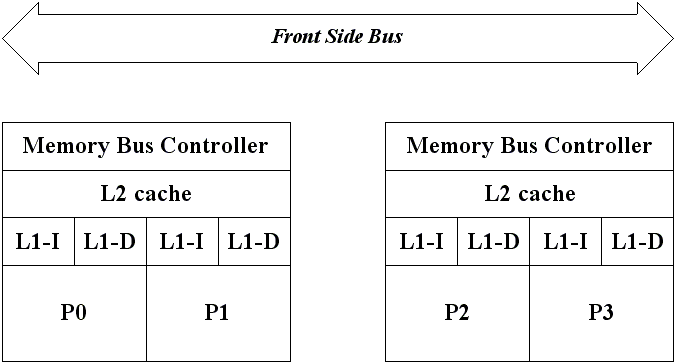 Front Side Bus
Memory Bus Controller
L2 cache
L1-I L1-D L1-I L1-D
P0 P1
Memory Bus Controller
L2 cache
L1-I L1-D L1-I L1-D
P2 P3